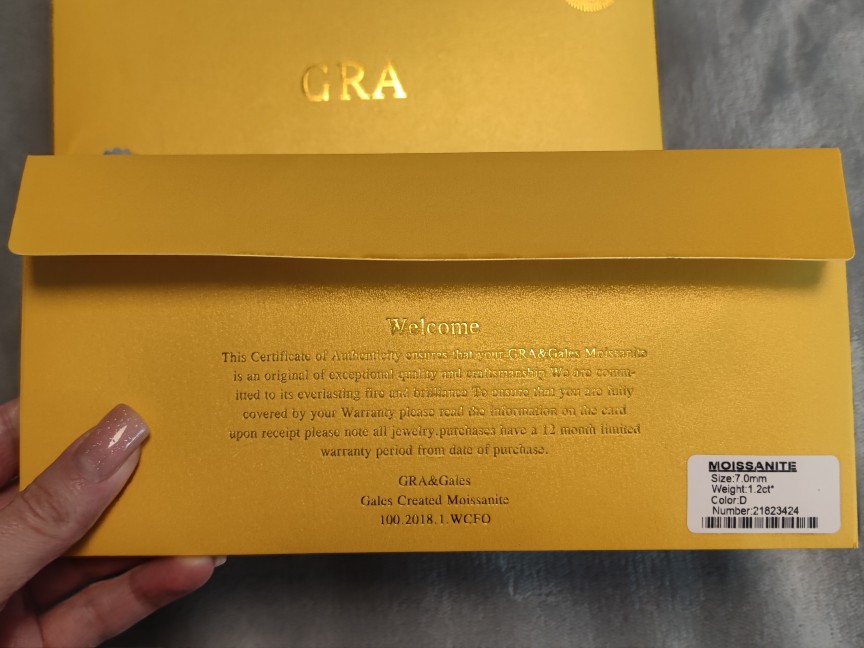 GRA
Welcome
This Certificate of Authenticity ensures that your GRA&Gales Moissanite
is an original of exceptional quality and craftsmanship We are comm-
itted to its everlasting fire and brilliance To ensure that you are fully
covered by your Warranty please read the information on the card
upon receipt please note all jewelry.purchases have a 12 month limited
warranty period from date of purchase.
GRA&Gales
Gales Created Moissanite
100.2018.1.WCFO
MOISSANITE
Size:7.0mm
Weight:1.2ct*
Color:D
Number:21823424